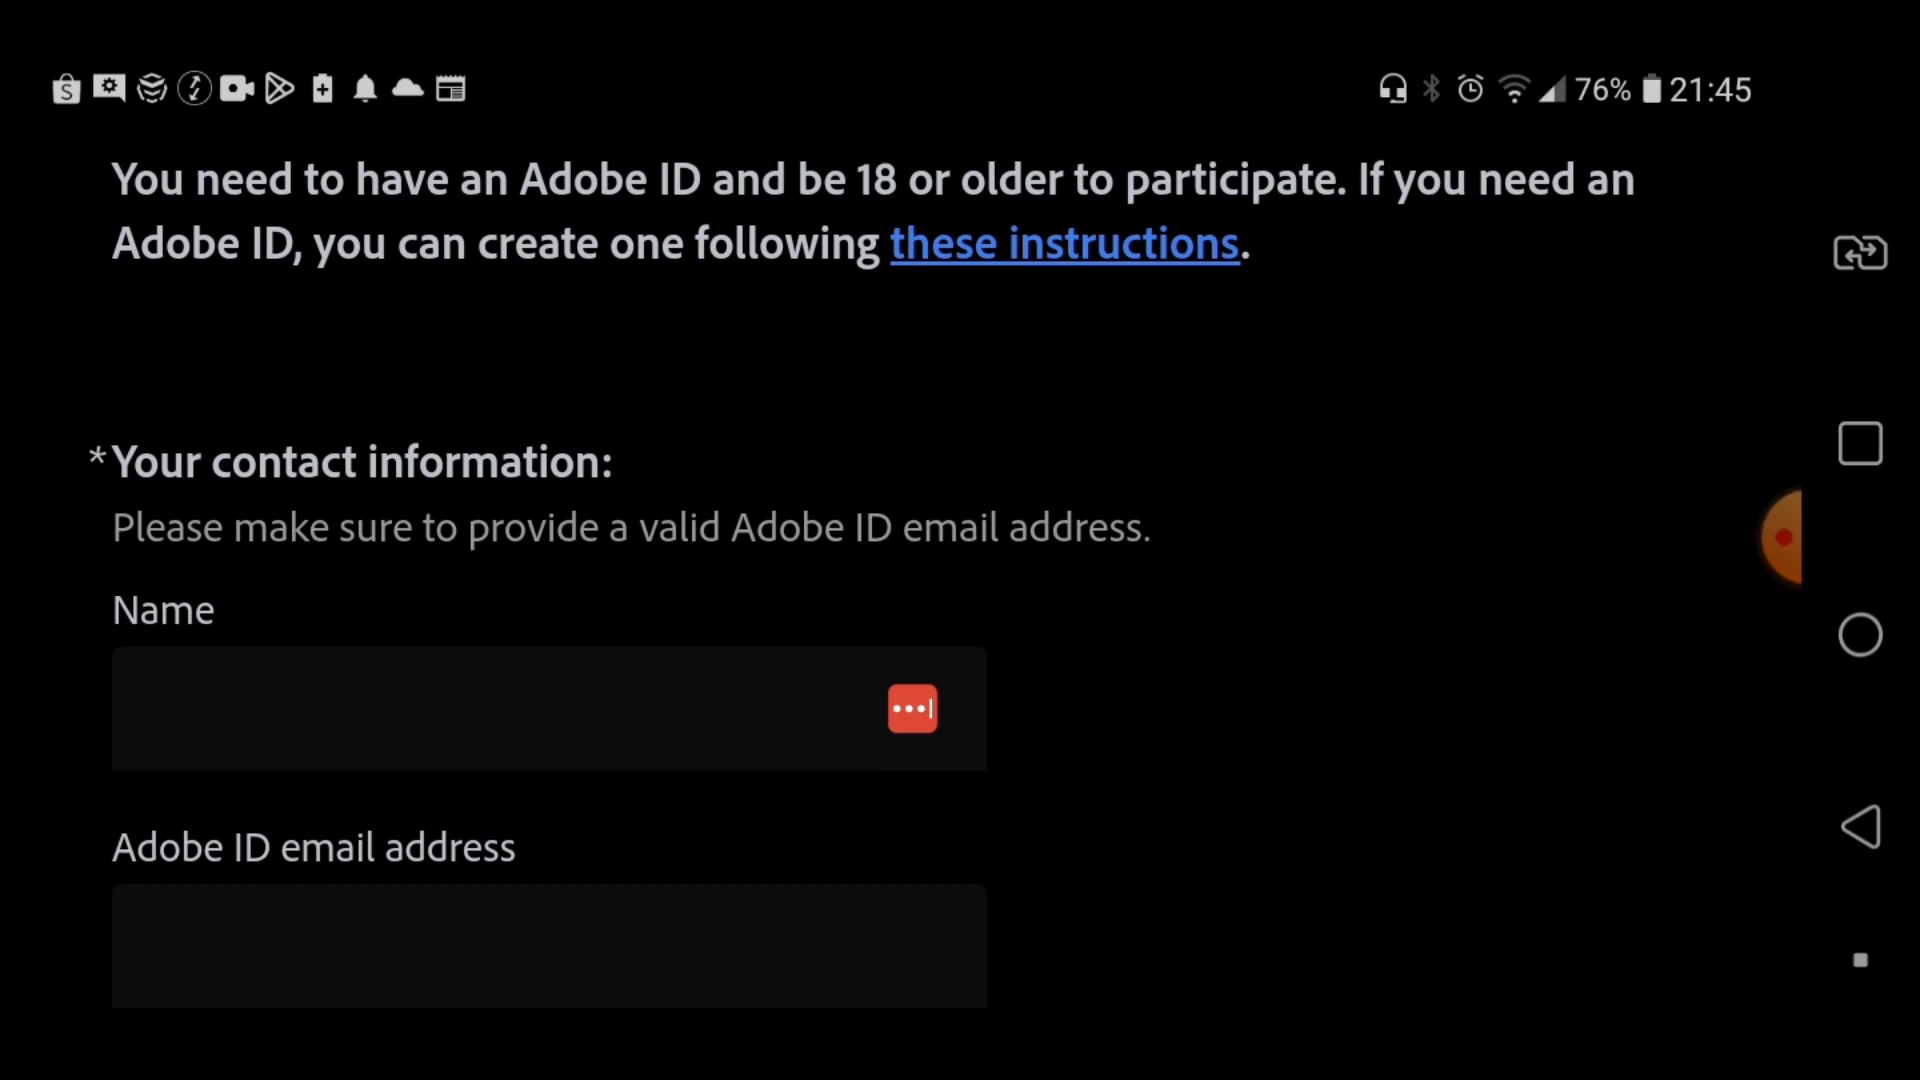 76% 21:45
You need to have an Adobe ID and be 18 or older to participate. If you need an
Adobe ID, you can create one following these instructions.
*Your contact information:
Please make sure to provide a valid Adobe ID email address.
Name
Adobe ID email address